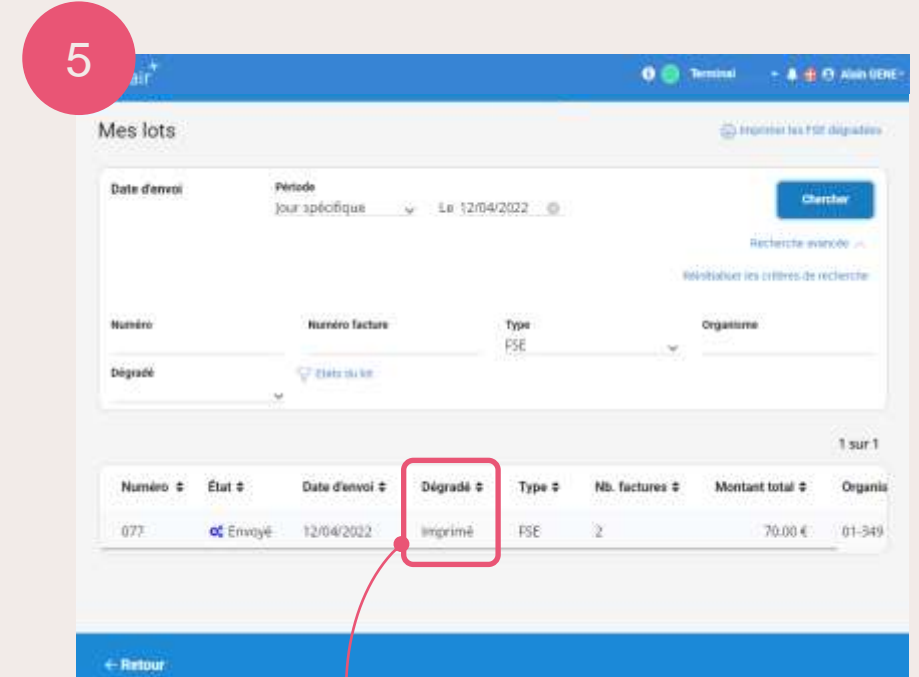 5
air+
Terminal
Alain GENE
Mes lots
Imprimer les FSE dégradées
Date d'envoi
Période
Jour spécifique
Le 12/04/2022
Chercher
Recherche avancée
Réinitialiser les critères de recherche
Numéro
Numéro facture
Type
FSE
Organisme
Dégradé
Etats du lot
1 sur 1
Numéro État Date d'envoi Dégradé Type Nb. factures Montant total Organis
077 Envoyé 12/04/2022 Imprimé FSE 2 70.00 € 01-349
← Retour